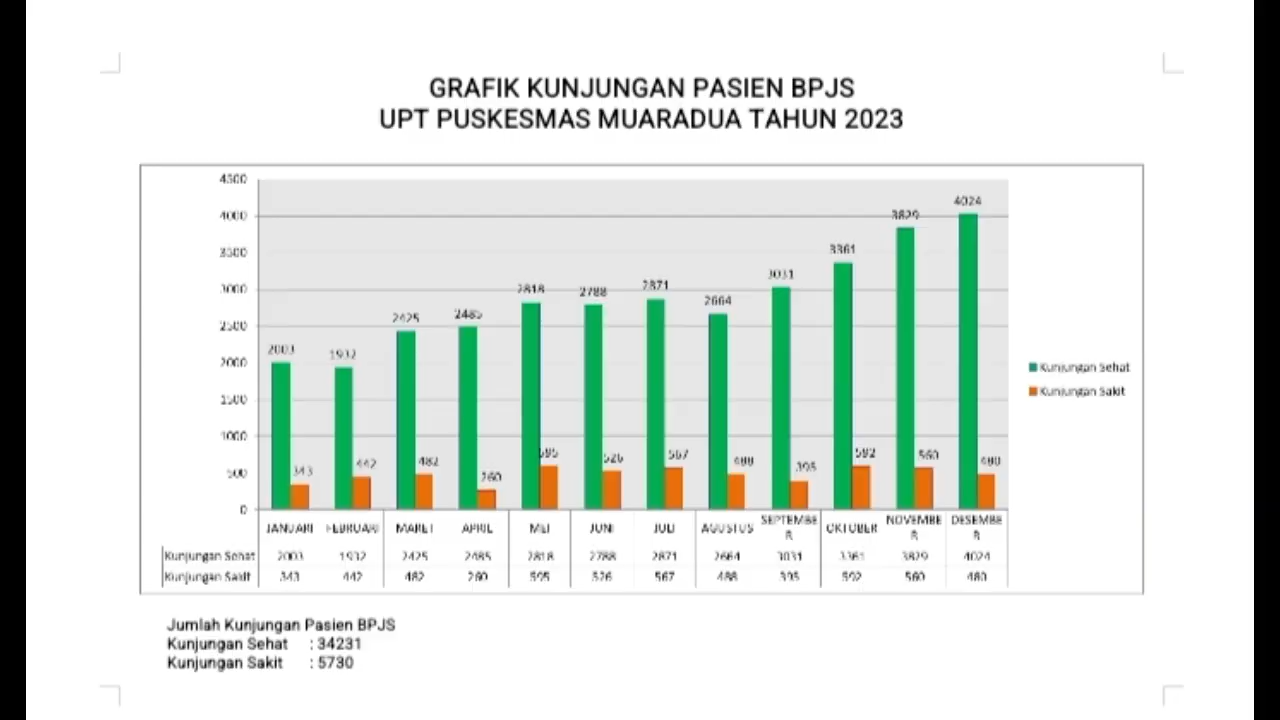 GRAFIK KUNJUNGAN PASIEN BPJS
UPT PUSKESMAS MUARADUA TAHUN 2023
4500
4000
3500
3000
2500
2000
1500
1000
500
0
2003 1932 2425 2485 2818 2788 2871 2664 3031 3361 3829 4024
343 442 482 260 595 526 567 488 395 592 560 480
JANUARI FEBRUARI MARET APRIL MEI JUNI JULI AGUSTUS SEPTEMBE OKTOBER NOVEMBE DESEMBE
R R R
Kunjungan Sehat 2003 1932 2425 2485 2818 2788 2871 2664 3031 3361 3829 4024
Kunjungan Sakit 343 442 482 260 595 526 567 488 395 592 560 480
Kunjungan Sehat
Kunjungan Sakit
Jumlah Kunjungan Pasien BPJS
Kunjungan Sehat : 34231
Kunjungan Sakit : 5730